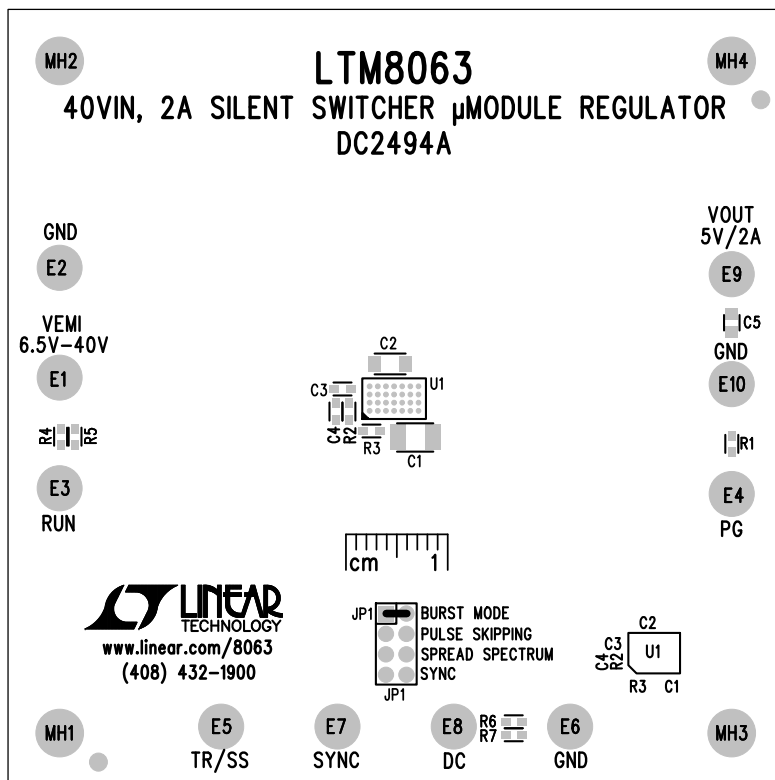 MH2
LTM8063
MH4
40VIN, 2A SILENT SWITCHER µMODULE REGULATOR
DC2494A
GND
E2
VOUT
5V/2A
E9
VEMI
6.5V-40V
E1
C5
GND
E10
C2
C3
U1
C4
R2
R3
C1
R4
R5
R1
E3
RUN
E4
PG
cm 1
LINEAR
TECHNOLOGY
www.linear.com/8063
(408) 432-1900
JP1
BURST MODE
PULSE SKIPPING
SPREAD SPECTRUM
SYNC
JP1
C2
C3
C4
R2
U1
R3
C1
MH1
E5
TR/SS
E7
SYNC
E8
DC
R6
R7
E6
GND
MH3